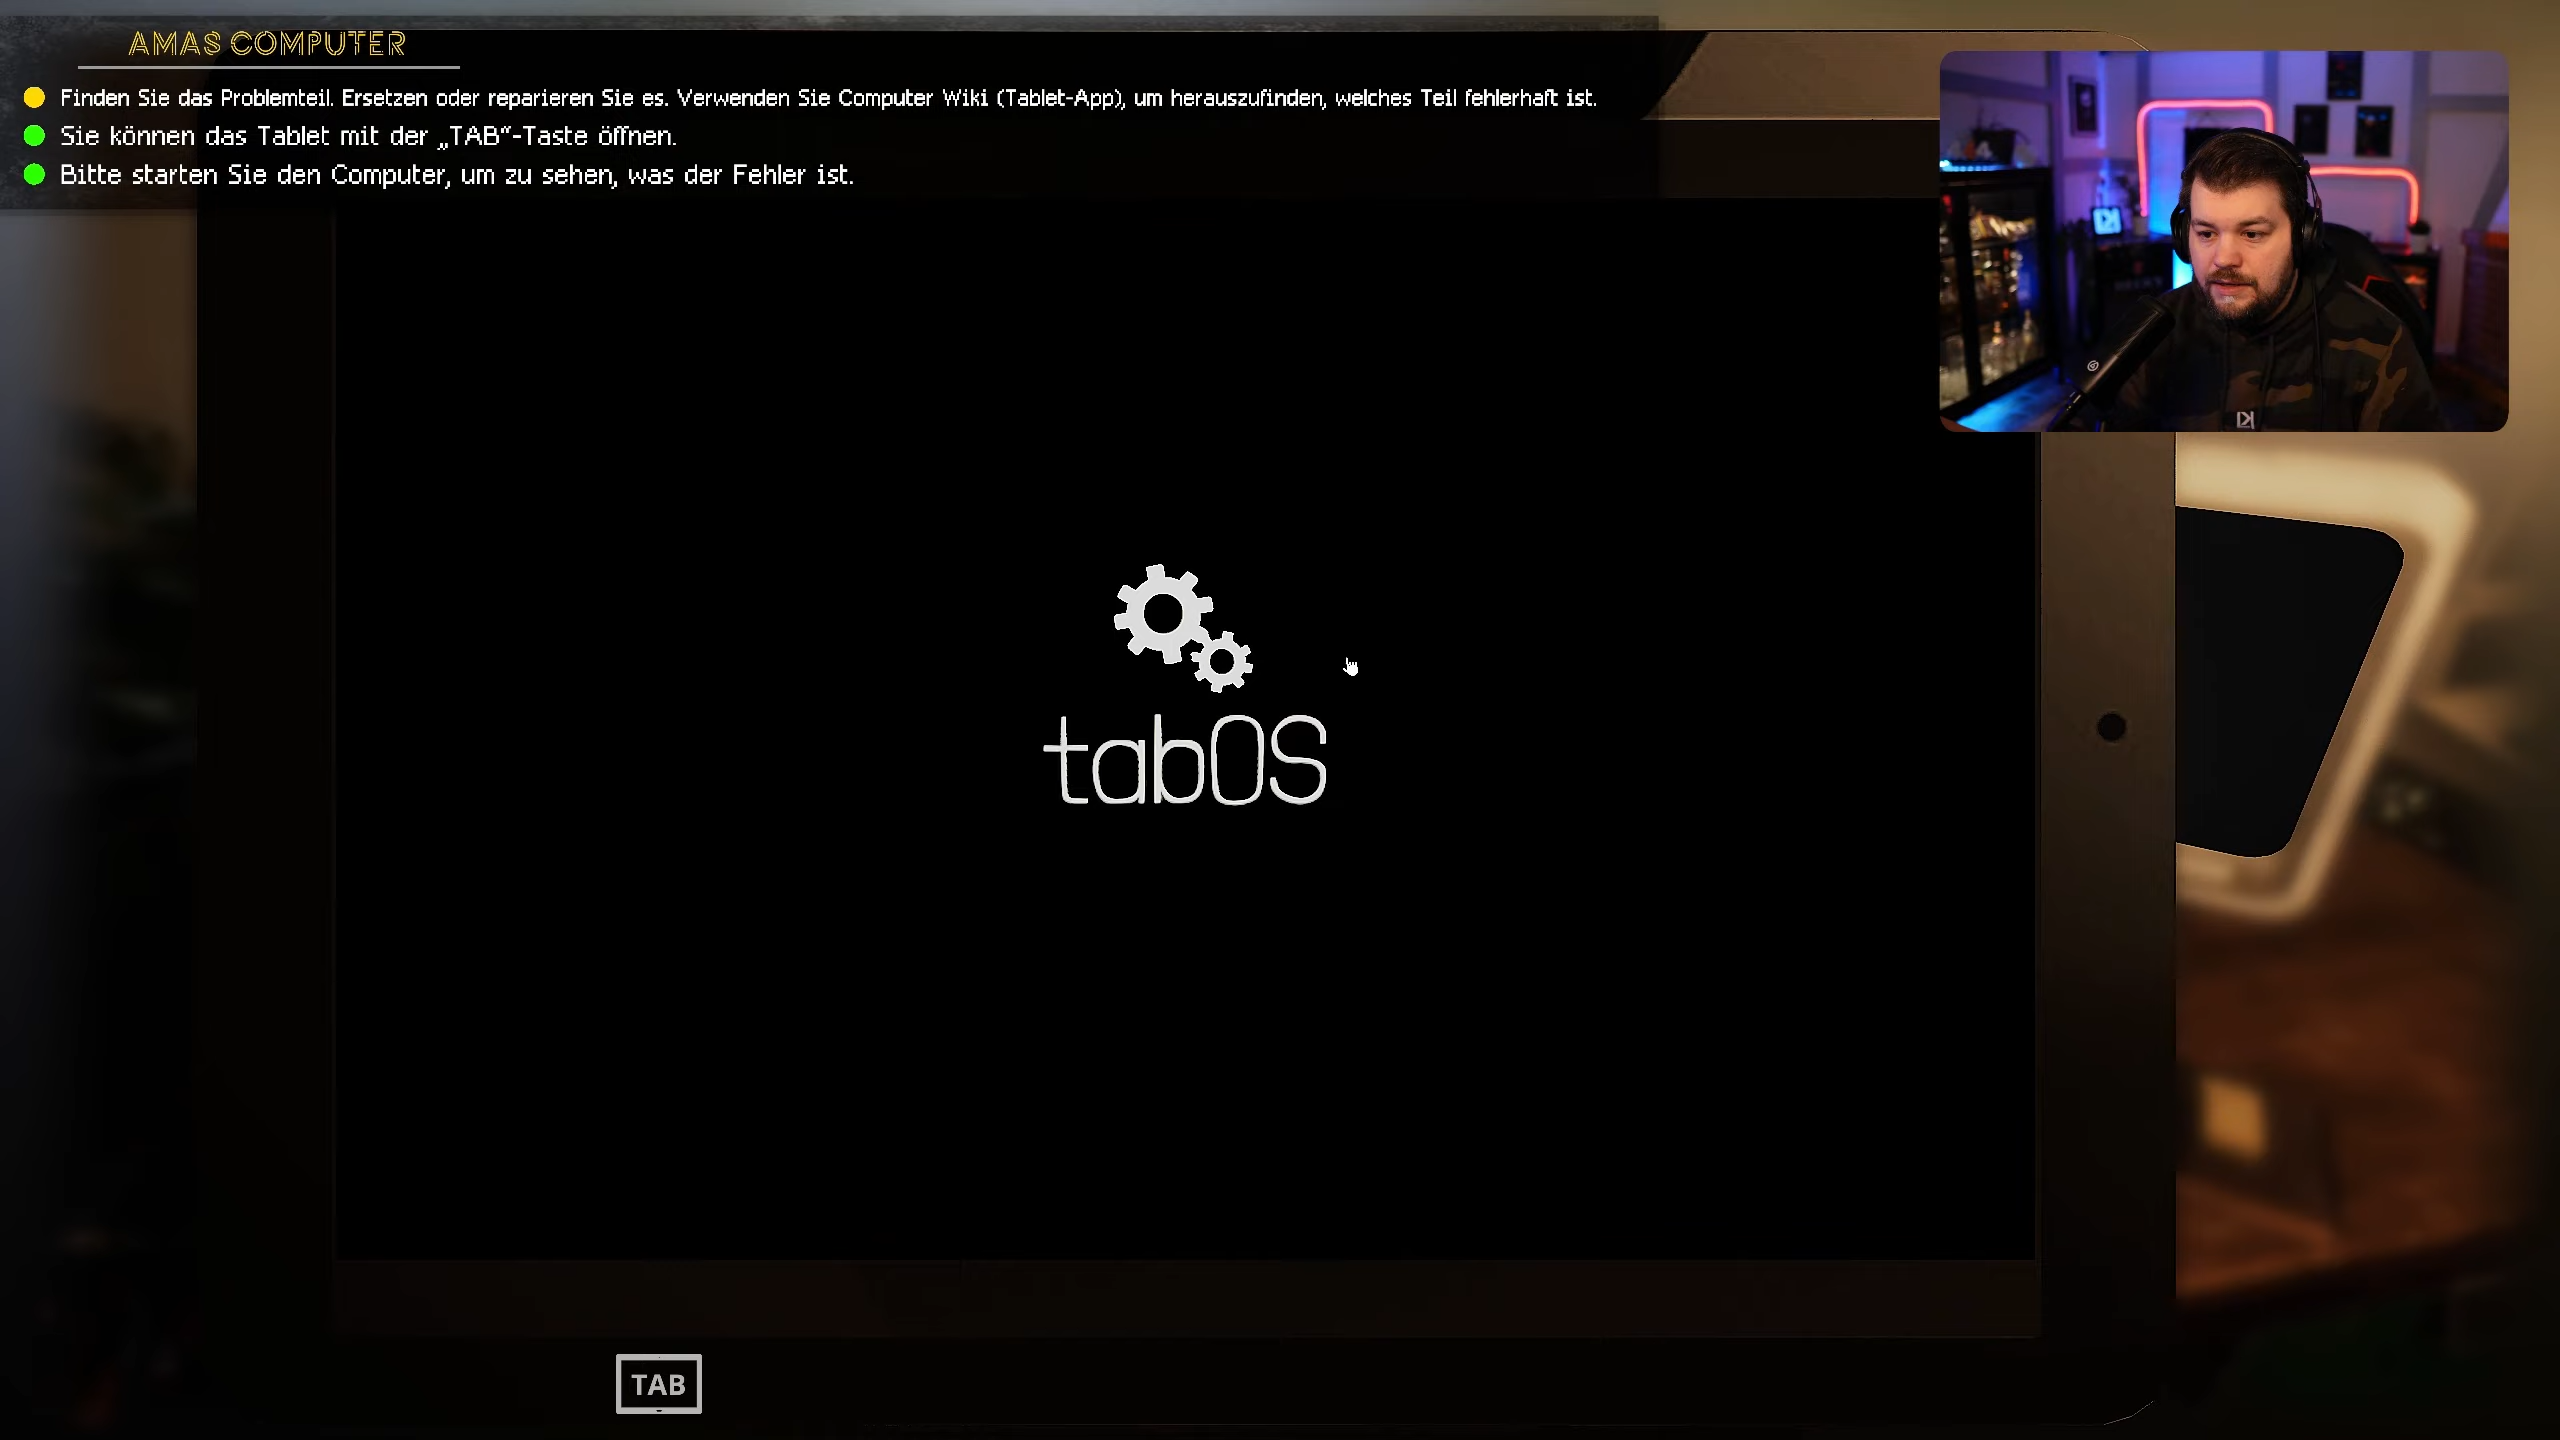 AMAS COMPUTER
Finden Sie das Problemteil. Ersetzen oder reparieren Sie es. Verwenden Sie Computer Wiki (Tablet-App), um herauszufinden, welches Teil fehlerhaft ist.
Sie können das Tablet mit der „TAB“-Taste öffnen.
Bitte starten Sie den Computer, um zu sehen, was der Fehler ist.
tabOS
TAB